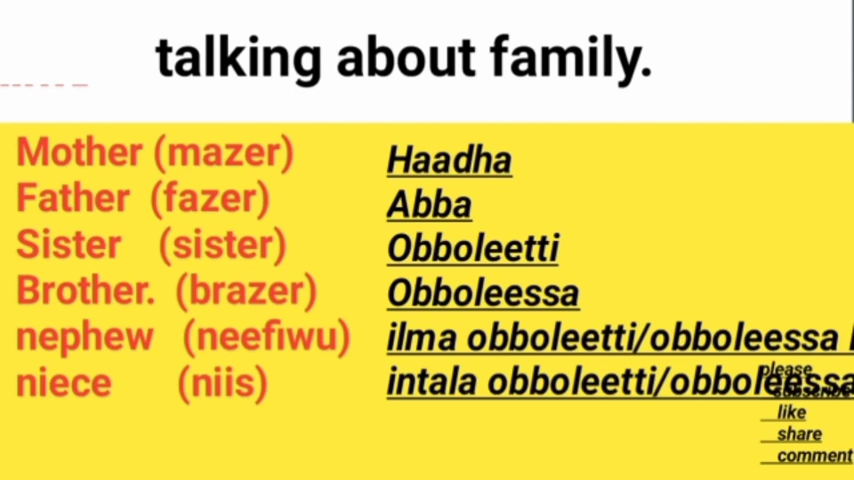 talking about family.
Mother (mazer) Haadha
Father (fazer) Abba
Sister (sister) Obboleetti
Brother. (brazer) Obboleessa
nephew (neefiwu) ilma obboleetti/obboleessa
niece (niis) intala obboleetti/obboleessa
please
subscribe
like
share
comment